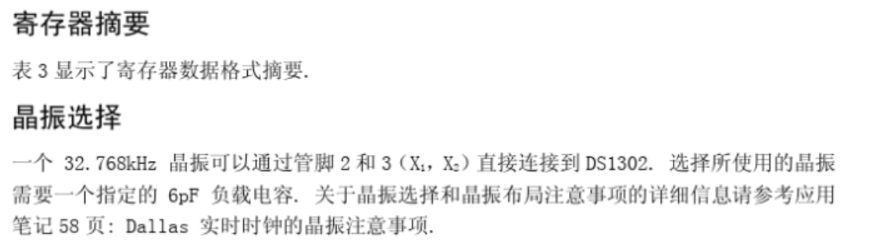 寄存器摘要
表 3 显示了寄存器数据格式摘要.
晶振选择
一个 32.768kHz 晶振可以通过管脚 2 和 3（X₁, X₂）直接连接到 DS1302. 选择所使用的晶振
需要一个指定的 6pF 负载电容. 关于晶振选择和晶振布局注意事项的详细信息请参考应用
笔记 58 页: Dallas 实时时钟的晶振注意事项.